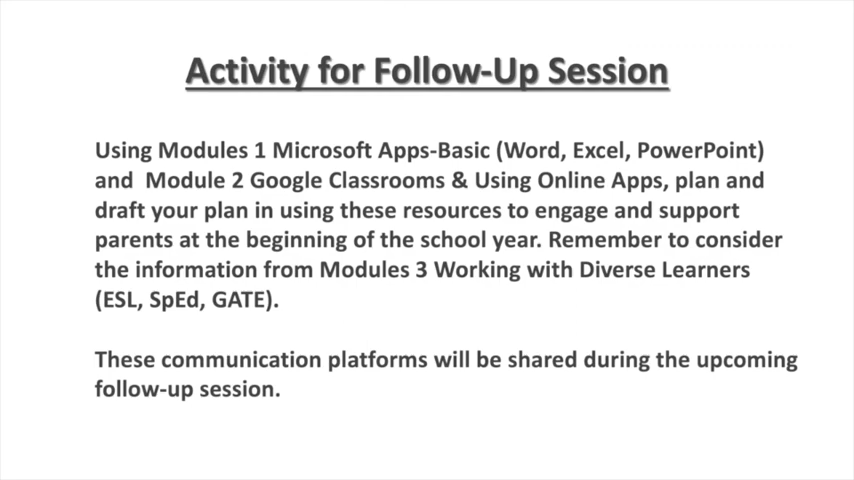 Activity for Follow-Up Session
Using Modules 1 Microsoft Apps-Basic (Word, Excel, PowerPoint)
and Module 2 Google Classrooms & Using Online Apps, plan and
draft your plan in using these resources to engage and support
parents at the beginning of the school year. Remember to consider
the information from Modules 3 Working with Diverse Learners
(ESL, SpEd, GATE).
These communication platforms will be shared during the upcoming
follow-up session.